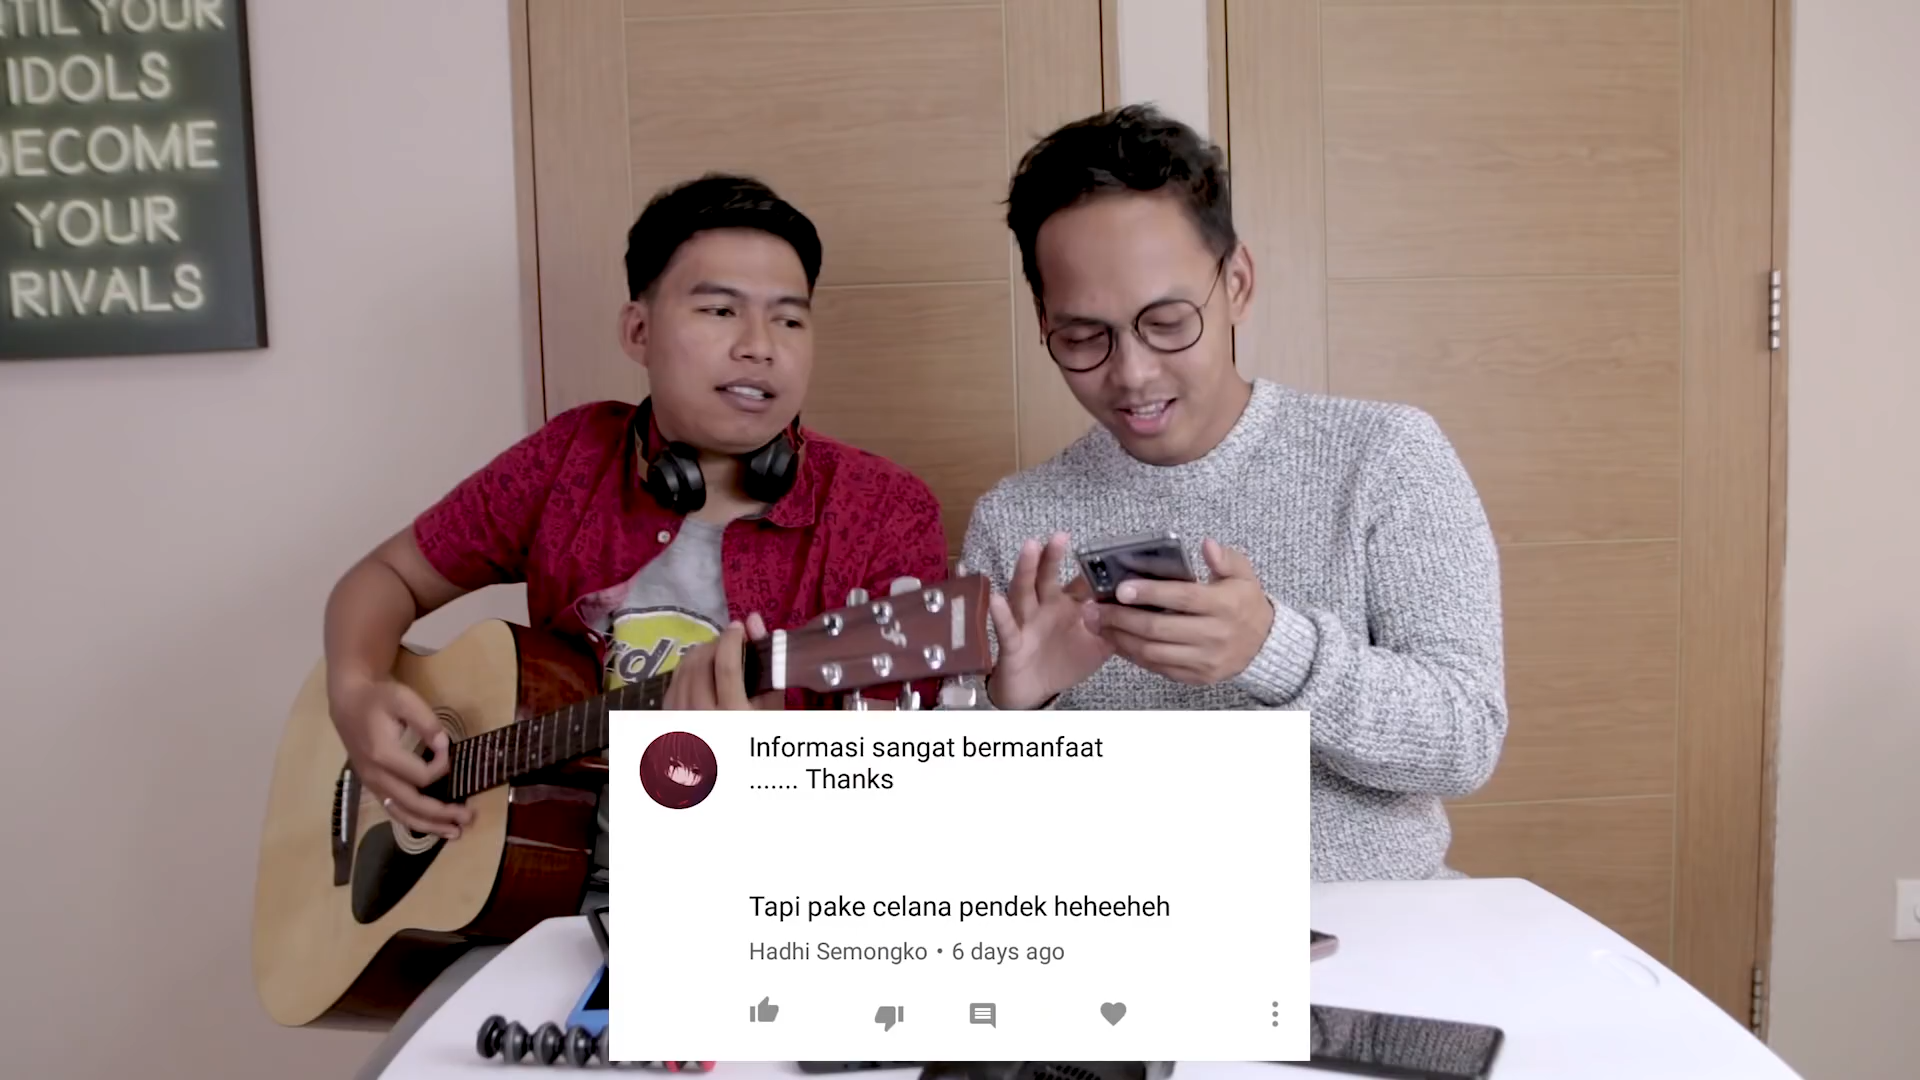 TIL YOUR
IDOLS
BECOME
YOUR
RIVALS
Informasi sangat bermanfaat
....... Thanks
Tapi pake celana pendek heheeheh
Hadhi Semongko • 6 days ago